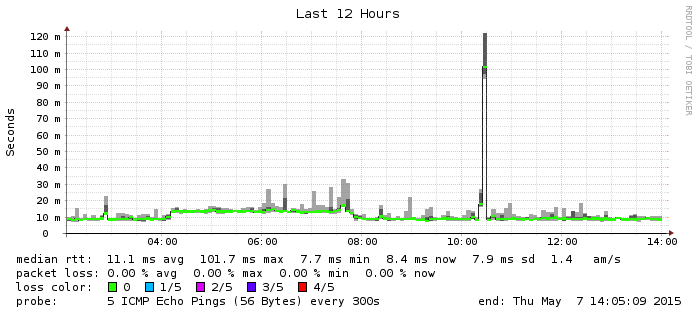 Last 12 Hours
RRDTOOL / TOBI OETIKER
Seconds
120 m
110 m
100 m
90 m
80 m
70 m
60 m
50 m
40 m
30 m
20 m
10 m
0
04:00 06:00 08:00 10:00 12:00 14:00
median rtt: 11.1 ms avg 101.7 ms max 7.7 ms min 8.4 ms now 7.9 ms sd 1.4 am/s
packet loss: 0.00 % avg 0.00 % max 0.00 % min 0.00 % now
loss color: 0 1/5 2/5 3/5 4/5
probe: 5 ICMP Echo Pings (56 Bytes) every 300s end: Thu May 7 14:05:09 2015